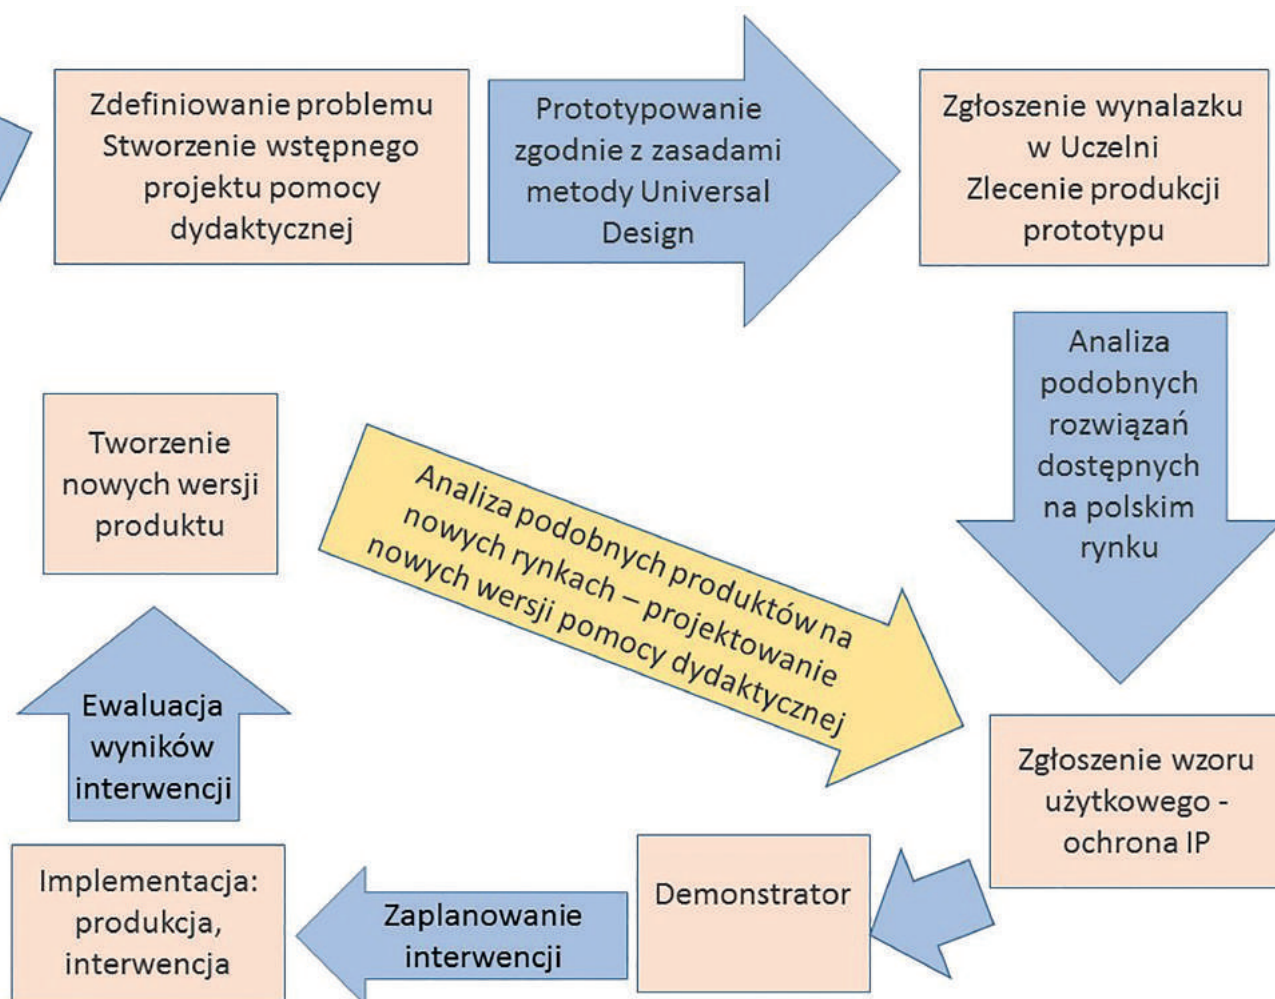 Zdefiniowanie problemu
Stworzenie wstępnego
projektu pomocy
dydaktycznej
Prototypowanie
zgodnie z zasadami
metody Universal
Design
Zgłoszenie wynalazku
w Uczelni
Zlecenie produkcji
prototypu
Analiza
podobnych
rozwiązań
dostępnych
na polskim
rynku
Tworzenie
nowych wersji
produktu
Analiza podobnych produktów na
nowych rynkach – projektowanie
nowych wersji pomocy dydaktycznej
Zgłoszenie wzoru
użytkowego -
ochrona IP
Demonstrator
Zaplanowanie
interwencji
Implementacja:
produkcja,
interwencja
Ewaluacja
wyników
interwencji